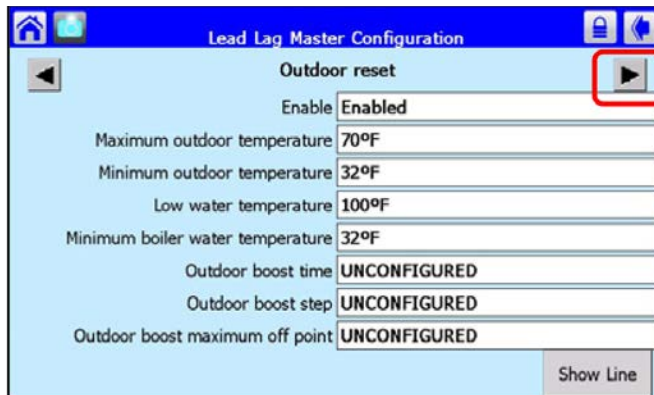 Lead Lag Master Configuration
Outdoor reset
Enable Enabled
Maximum outdoor temperature 70ºF
Minimum outdoor temperature 32ºF
Low water temperature 100ºF
Minimum boiler water temperature 32ºF
Outdoor boost time UNCONFIGURED
Outdoor boost step UNCONFIGURED
Outdoor boost maximum off point UNCONFIGURED
Show Line